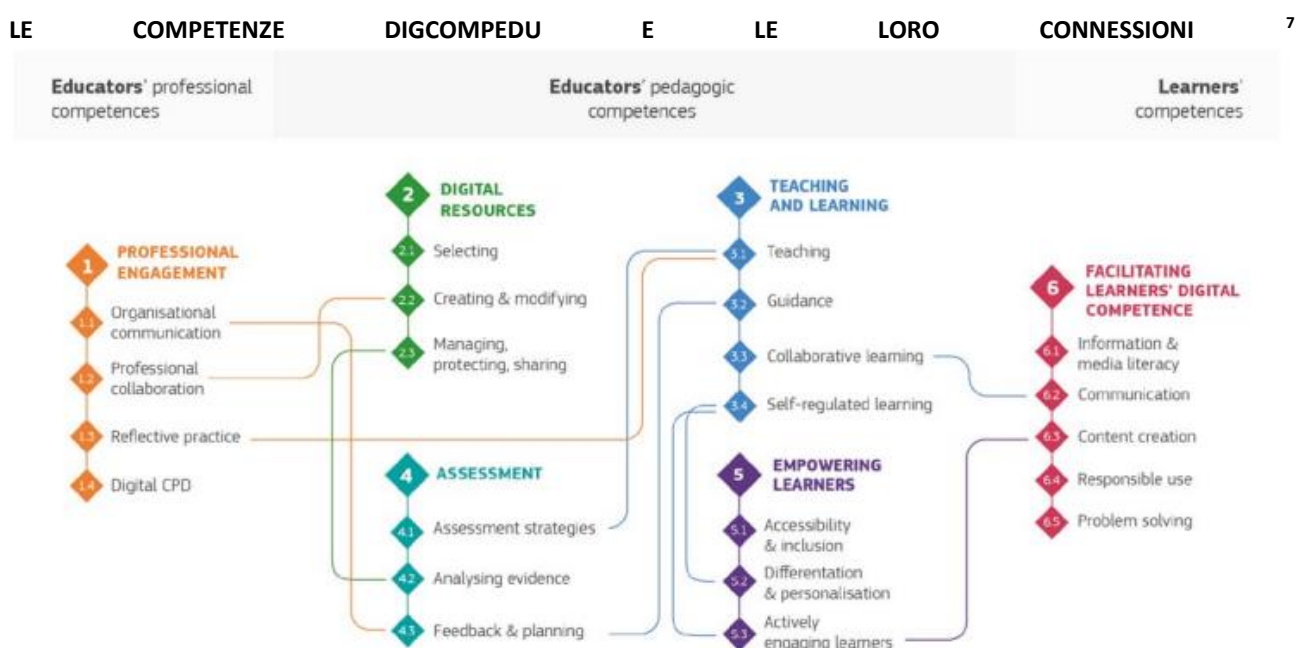 LE COMPETENZE DIGCOMPEDU E LE LORO CONNESSIONI 7
Educators' professional
competences
Educators' pedagogic
competences
Learners'
competences
1
PROFESSIONAL
ENGAGEMENT
1.1
Organisational
communication
1.2
Professional
collaboration
1.3
Reflective practice
1.4
Digital CPD
2
DIGITAL
RESOURCES
2.1
Selecting
2.2
Creating & modifying
2.3
Managing,
protecting, sharing
4
ASSESSMENT
4.1
Assessment strategies
4.2
Analysing evidence
4.3
Feedback & planning
3
TEACHING
AND LEARNING
3.1
Teaching
3.2
Guidance
3.3
Collaborative learning
3.4
Self-regulated learning
5
EMPOWERING
LEARNERS
5.1
Accessibility
& inclusion
5.2
Differentation
& personalisation
5.3
Actively
engaging learners
6
FACILITATING
LEARNERS' DIGITAL
COMPETENCE
6.1
Information &
media literacy
6.2
Communication
6.3
Content creation
6.4
Responsible use
6.5
Problem solving